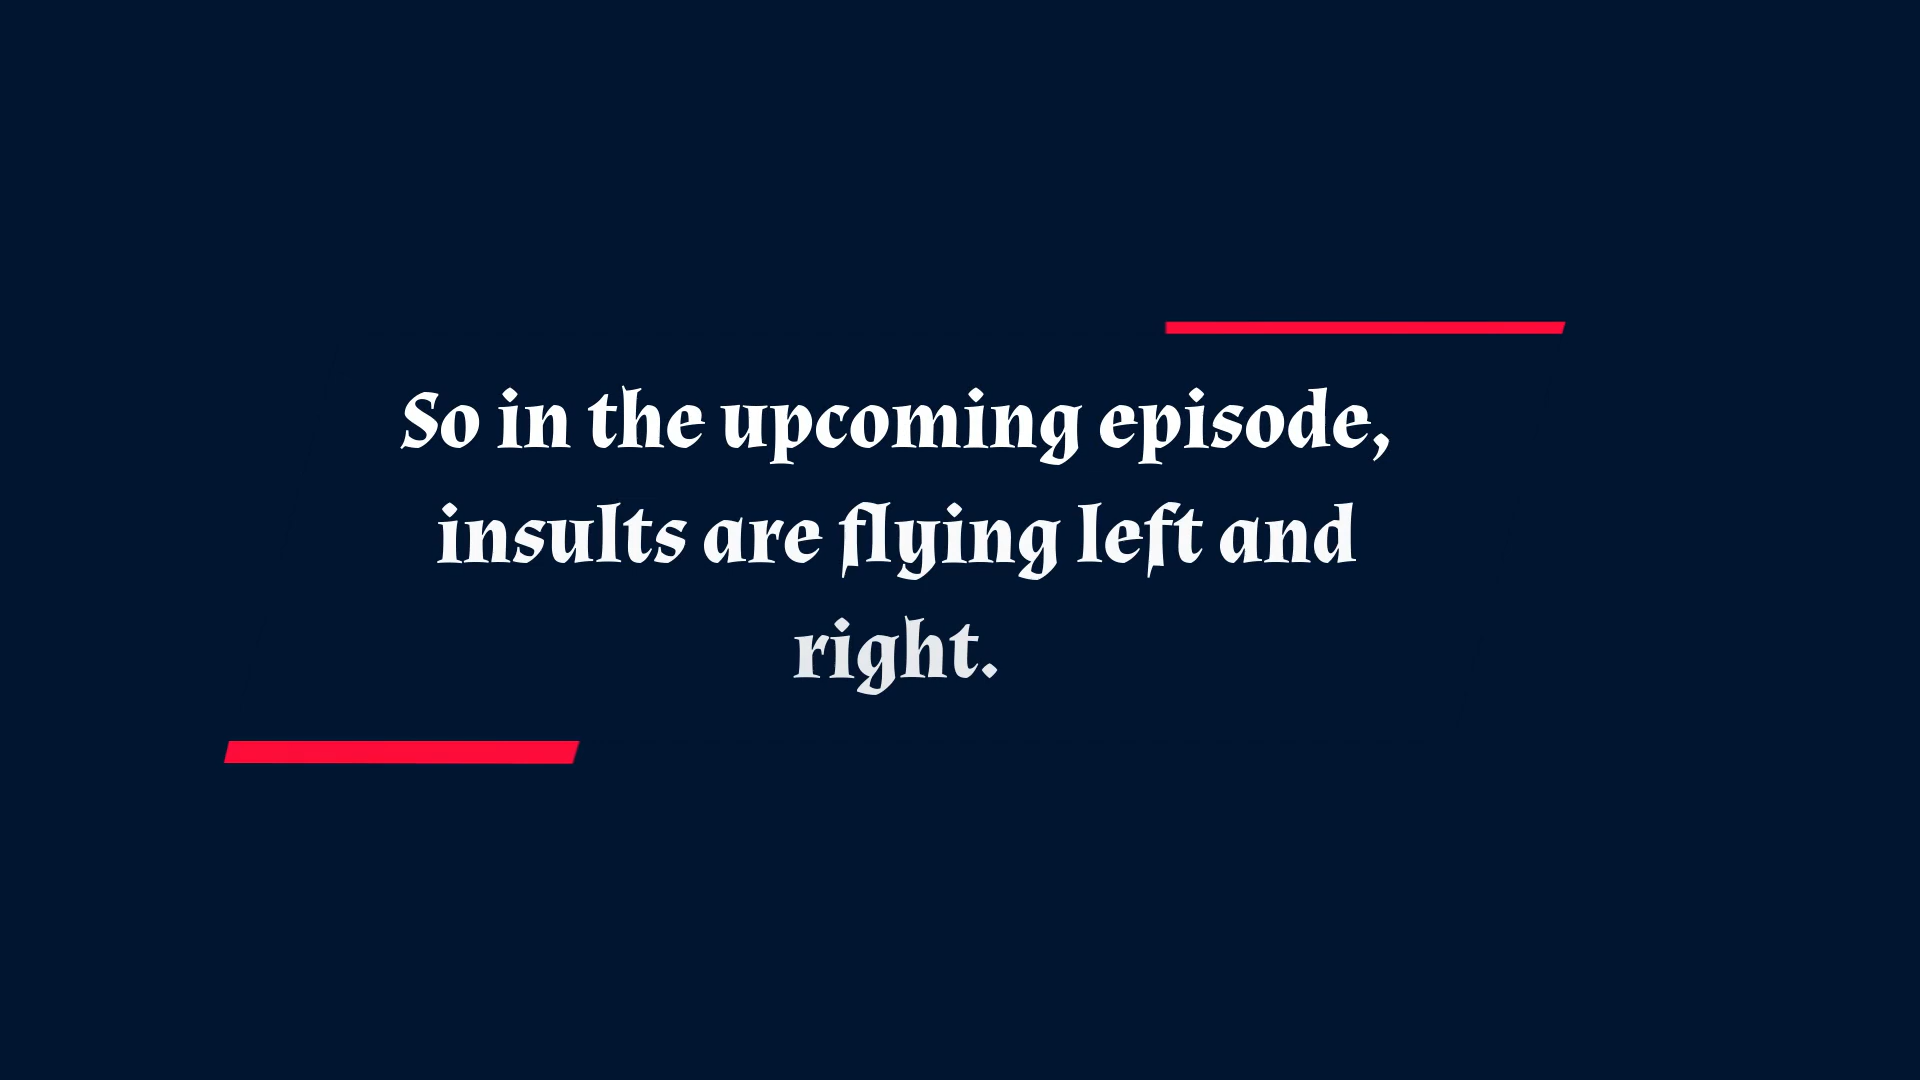 So in the upcoming episode,
insults are flying left and
right.